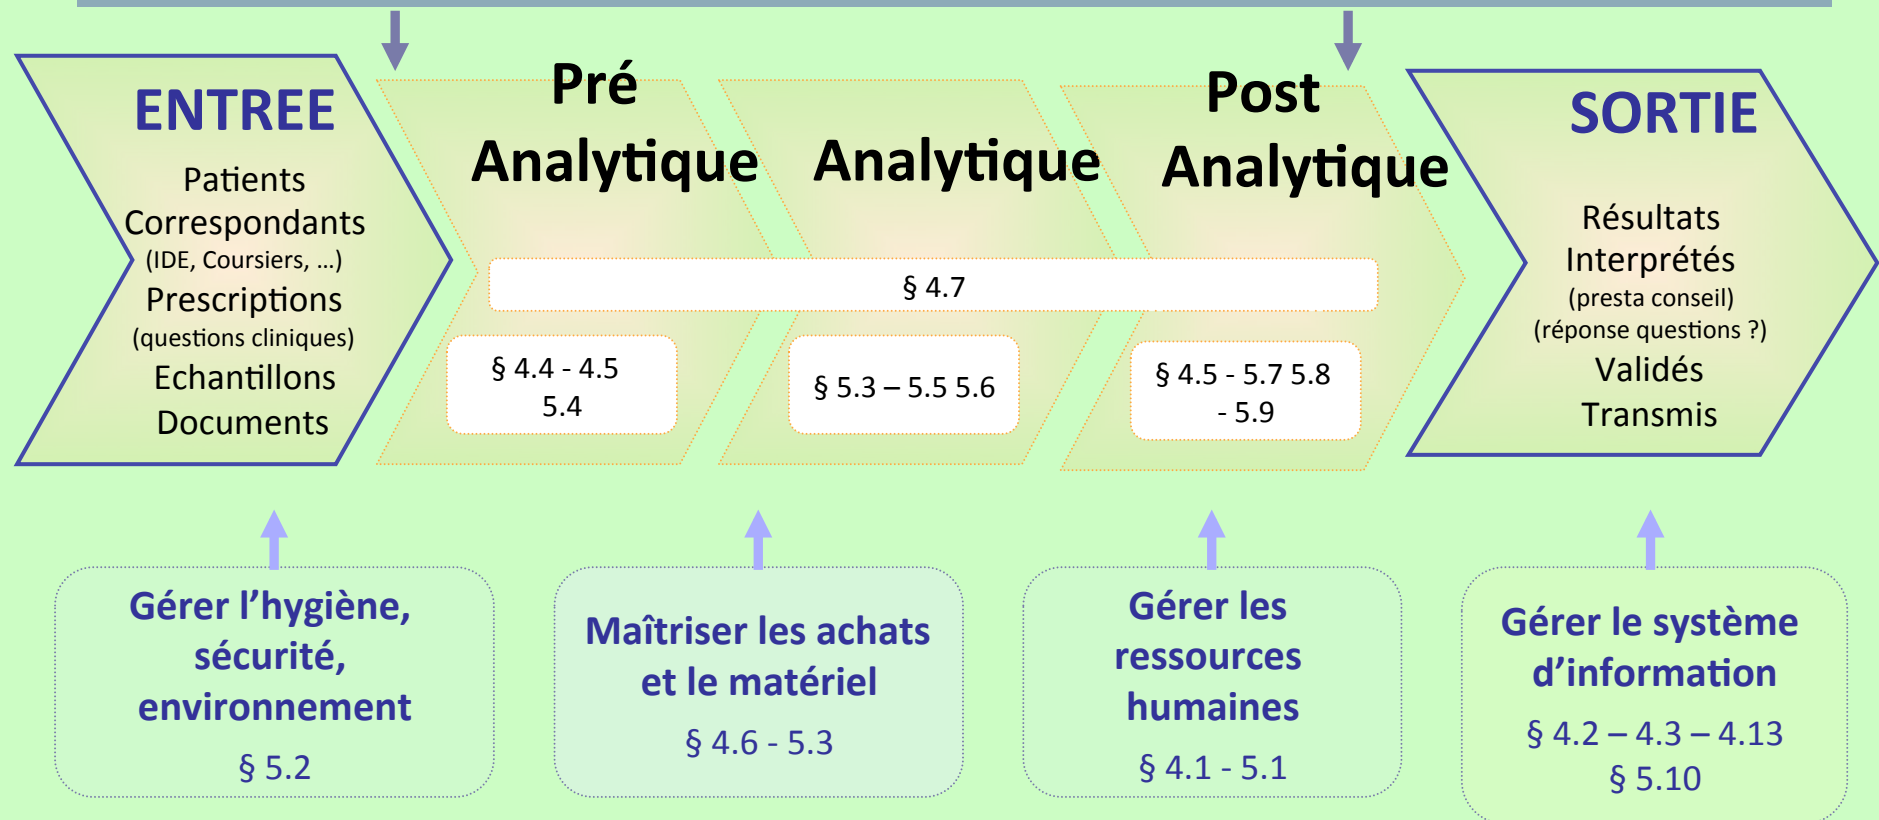 ENTREE
Patients
Correspondants
(IDE, Coursiers, ...)
Prescriptions
(questions cliniques)
Echantillons
Documents
Pré
Analytique
Analytique
Post
Analytique
§ 4.7
§ 4.4 - 4.5
5.4
§ 5.3 – 5.5 5.6
§ 4.5 - 5.7 5.8
- 5.9
SORTIE
Résultats
Interprétés
(presta conseil)
(réponse questions ?)
Validés
Transmis
Gérer l’hygiène,
sécurité,
environnement
§ 5.2
Maîtriser les achats
et le matériel
§ 4.6 - 5.3
Gérer les
ressources
humaines
§ 4.1 - 5.1
Gérer le système
d’information
§ 4.2 – 4.3 – 4.13
§ 5.10